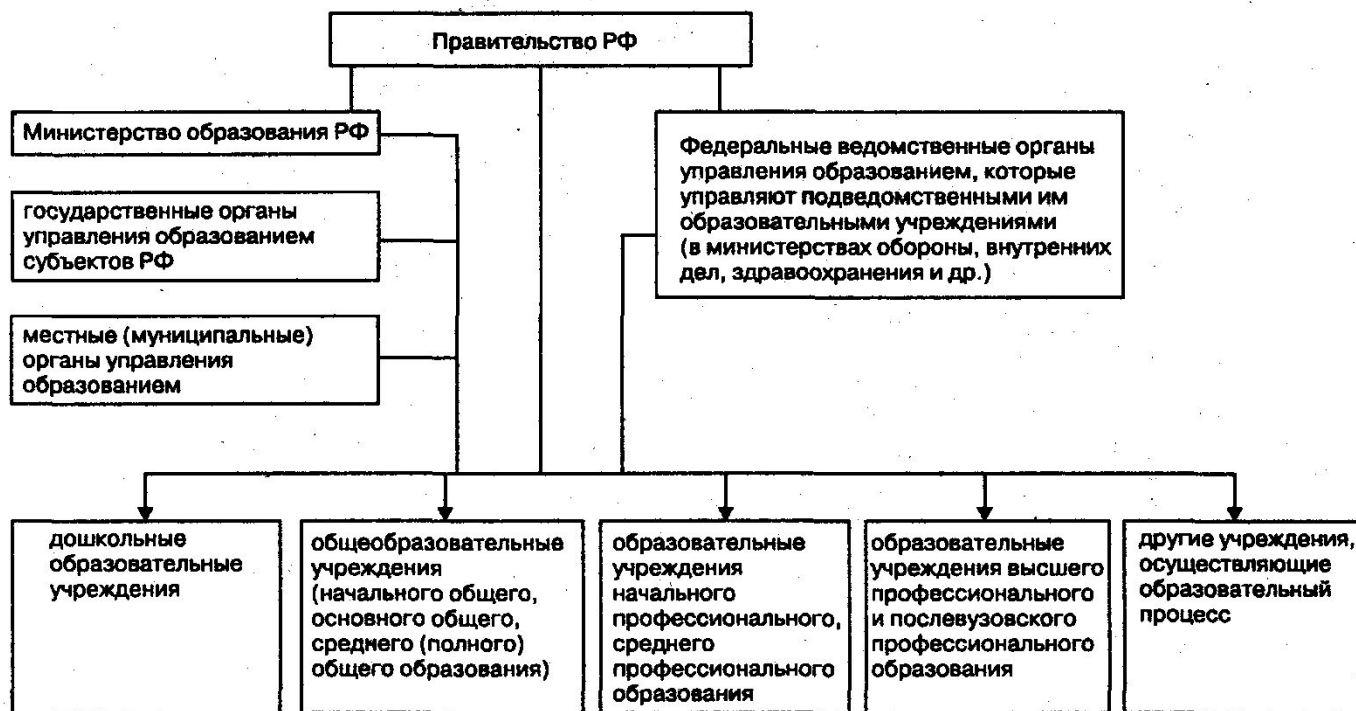 Правительство РФ
Министерство образования РФ
государственные органы
управления образованием
субъектов РФ
местные (муниципальные)
органы управления
образованием
Федеральные ведомственные органы
управления образованием, которые
управляют подведомственными им
образовательными учреждениями
(в министерствах обороны, внутренних
дел, здравоохранения и др.)
дошкольные
образовательные
учреждения
общеобразовательные
учреждения
(начального общего,
основного общего,
среднего (полного)
общего образования)
образовательные
учреждения
начального
профессионального,
среднего
профессионального
образования
образовательные
учреждения высшего
профессионального
и послевузовского
профессионального
образования
другие учреждения,
осуществляющие
образовательный
процесс